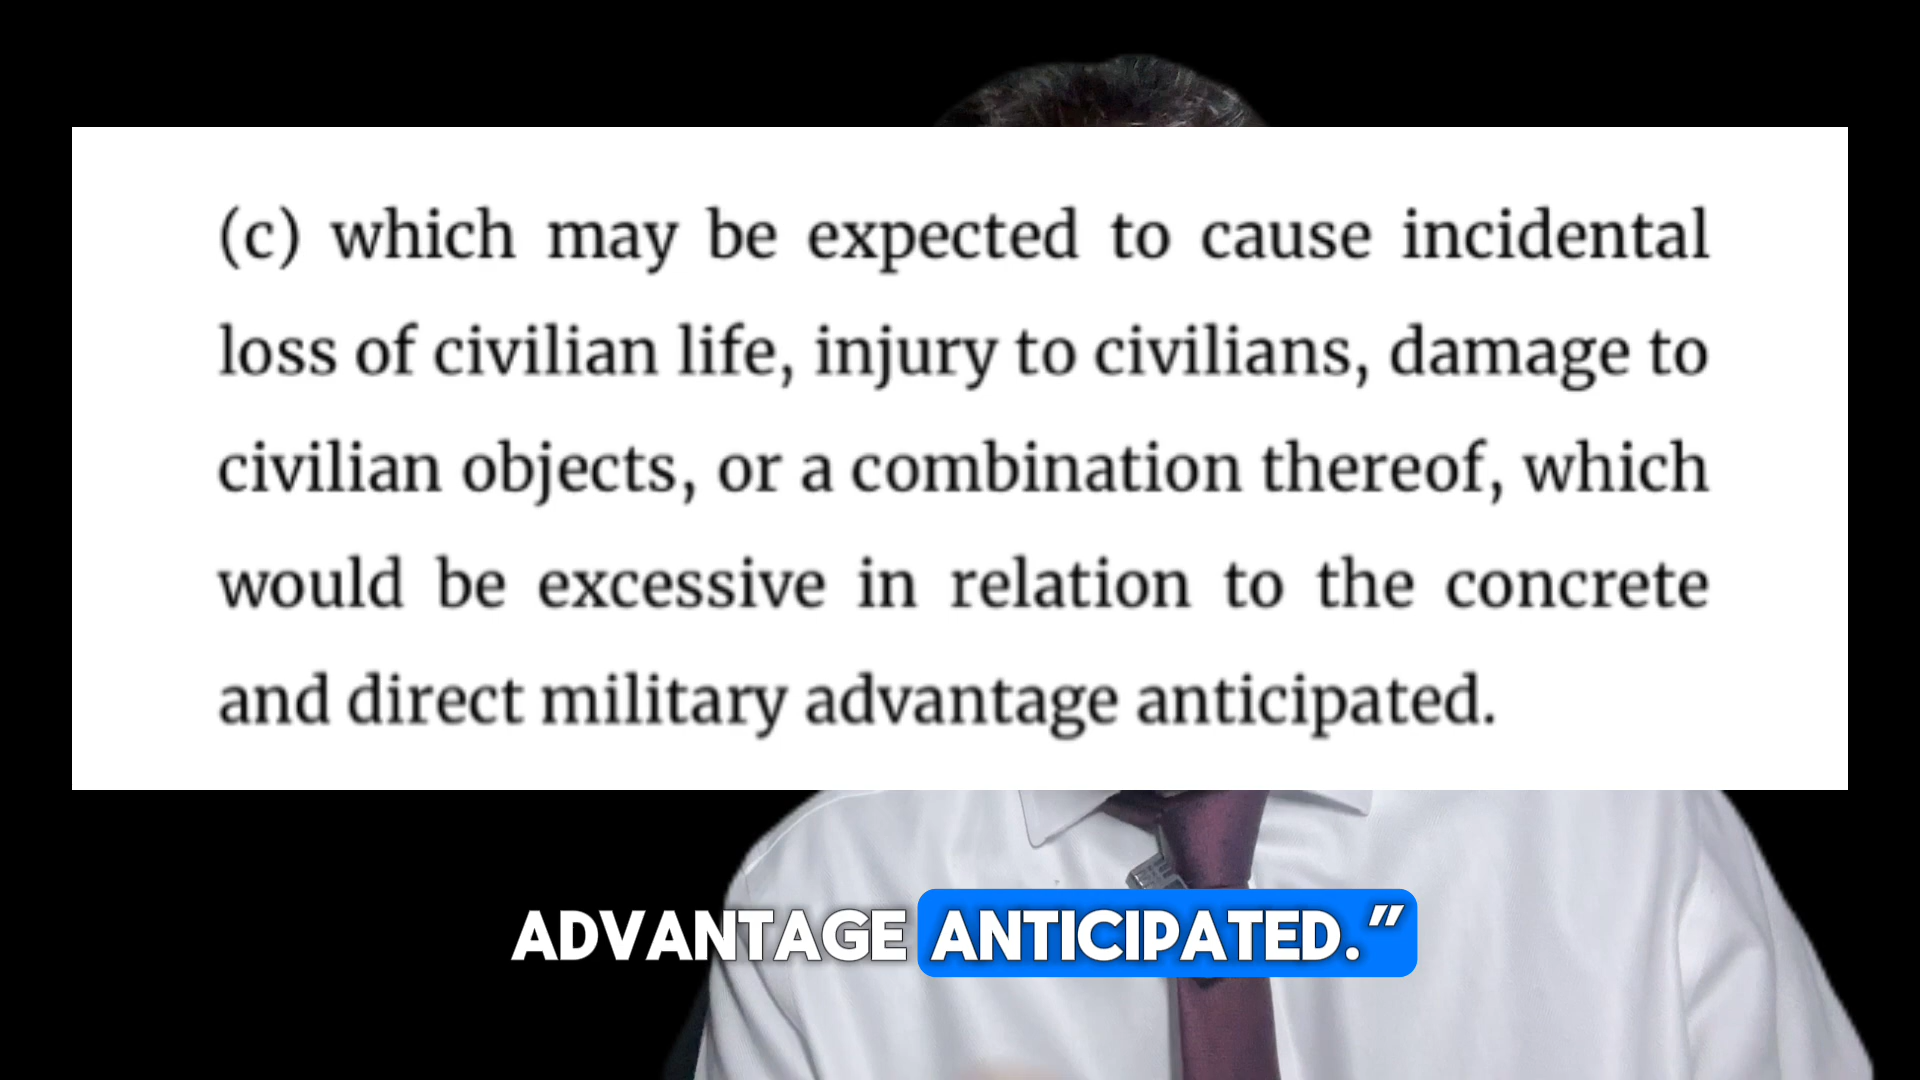 (c) which may be expected to cause incidental
loss of civilian life, injury to civilians, damage to
civilian objects, or a combination thereof, which
would be excessive in relation to the concrete
and direct military advantage anticipated.
ADVANTAGE ANTICIPATED.”